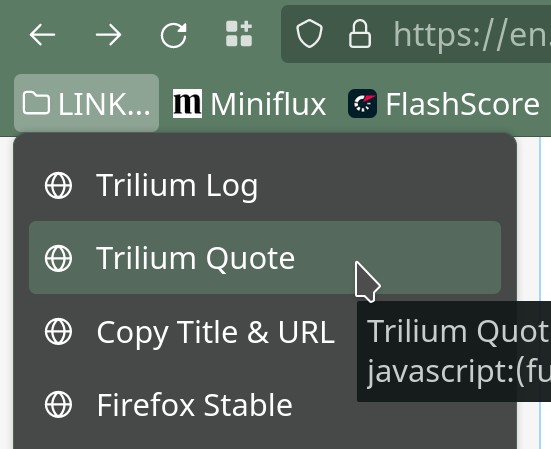 https://en.
LINK...
m Miniflux
FlashScore
Trilium Log
Trilium Quote
Copy Title & URL
Trilium Quot
javascript:(fu
Firefox Stable